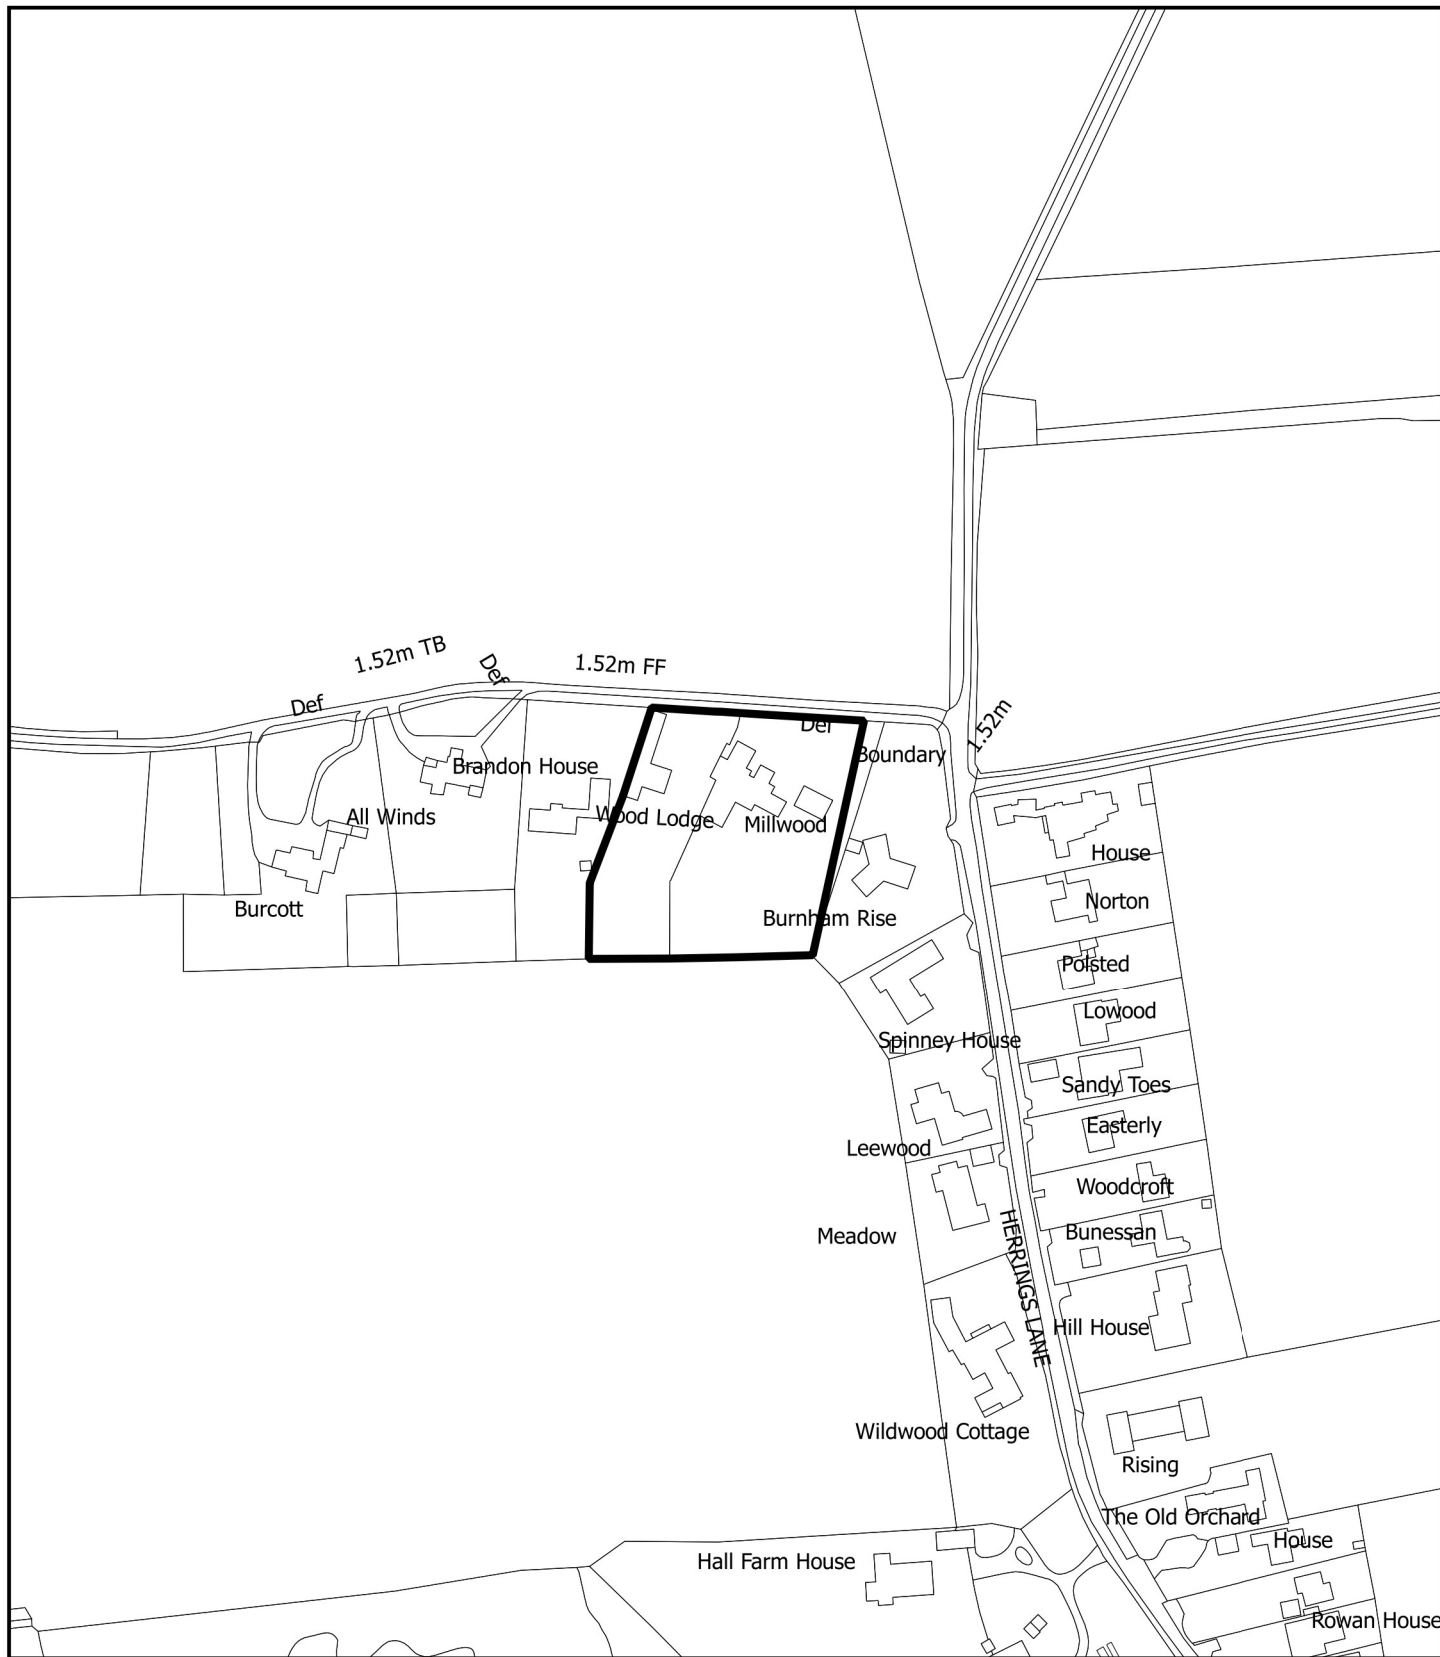 1.52m TB
Def
1.52m FF
Def
1.52m
Def
Boundary
Brandon House
All Winds
Wood Lodge
Millwood
House
Burcott
Norton
Burnham Rise
Polsted
Lowood
Spinney House
Sandy Toes
Easterly
Leewood
Woodcroft
Bunessan
Meadow
HERRINGS LANE
Hill House
Wildwood Cottage
Rising
The Old Orchard
House
Hall Farm House
Rowan House